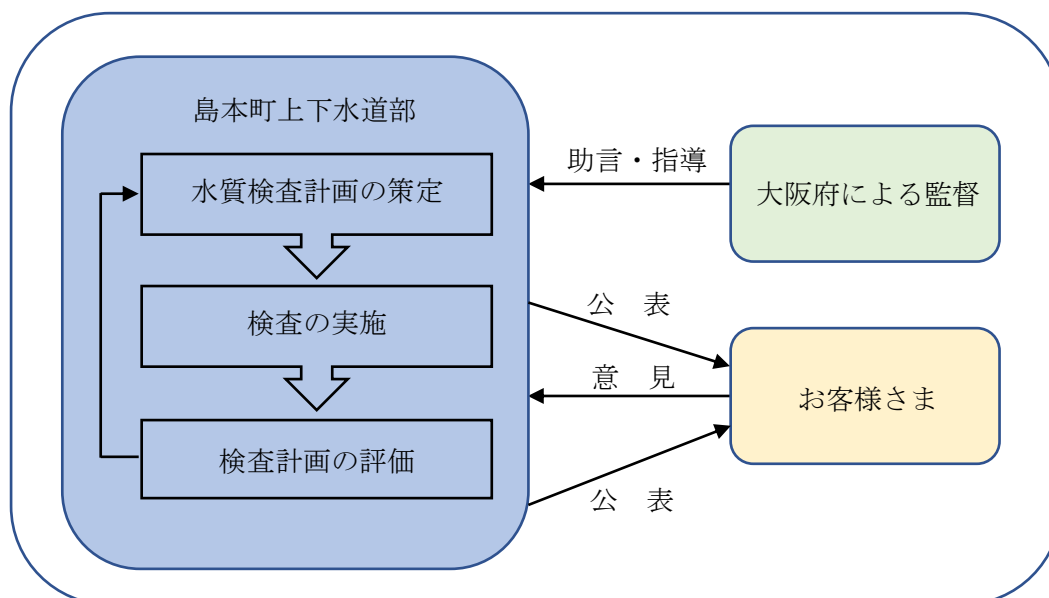 島本町上下水道部
水質検査計画の策定
検査の実施
検査計画の評価
助言・指導
大阪府による監督
公　表
意　見
お客様さま
公　表